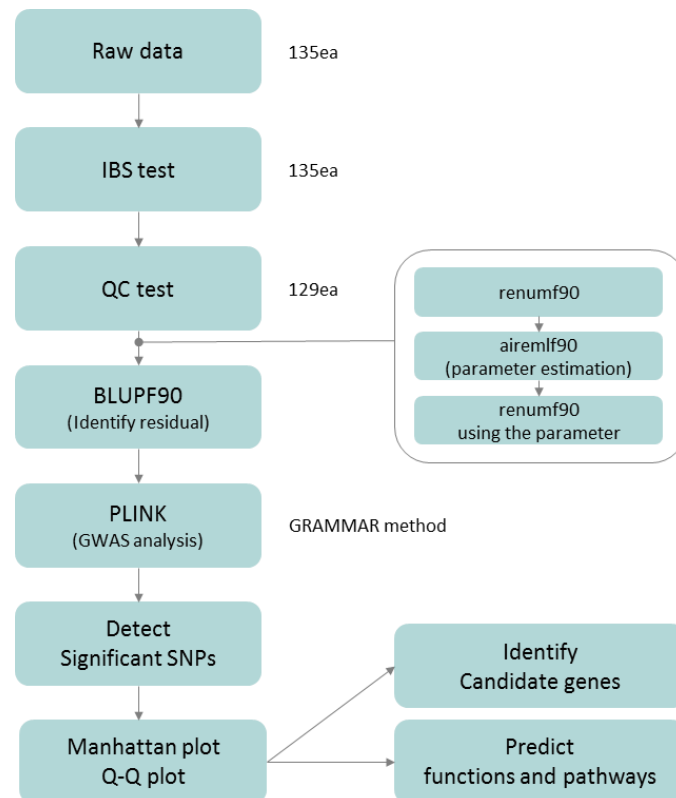 Raw data
135ea
IBS test
135ea
QC test
129ea
renumf90
airemlf90
(parameter estimation)
renumf90
using the parameter
BLUPF90
(Identify residual)
PLINK
(GWAS analysis)
GRAMMAR method
Detect
Significant SNPs
Identify
Candidate genes
Manhattan plot
Q-Q plot
Predict
functions and pathways